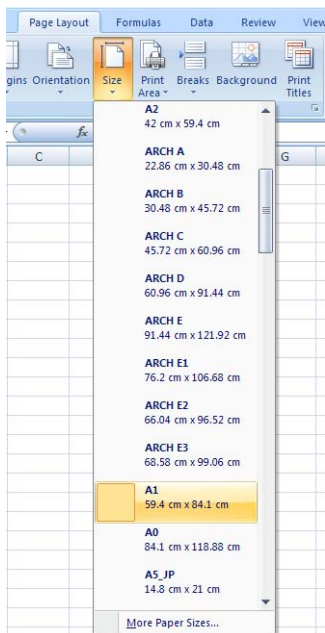 Page Layout Formulas Data Review View
gins Orientation Size Print Area Breaks Background Print Titles
fx
C G
A2
42 cm x 59.4 cm
ARCH A
22.86 cm x 30.48 cm
ARCH B
30.48 cm x 45.72 cm
ARCH C
45.72 cm x 60.96 cm
ARCH D
60.96 cm x 91.44 cm
ARCH E
91.44 cm x 121.92 cm
ARCH E1
76.2 cm x 106.68 cm
ARCH E2
66.04 cm x 96.52 cm
ARCH E3
68.58 cm x 99.06 cm
A1
59.4 cm x 84.1 cm
A0
84.1 cm x 118.88 cm
A5_JP
14.8 cm x 21 cm
More Paper Sizes...